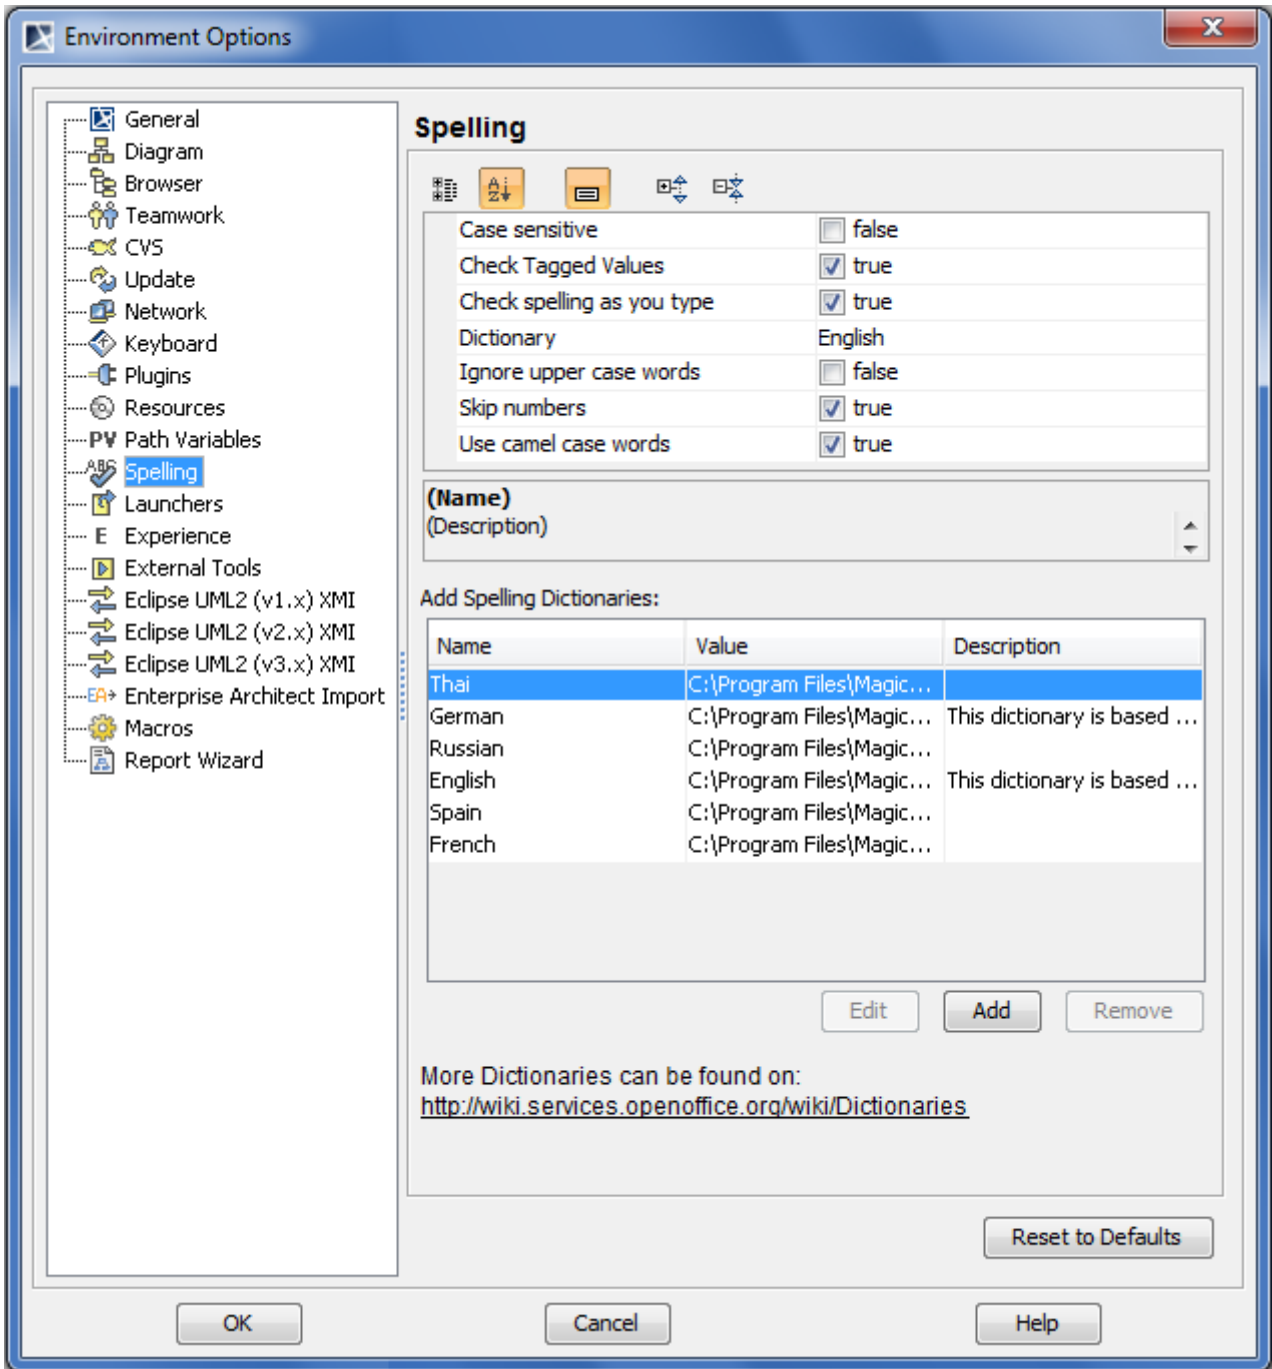 Environment Options
General
Diagram
Browser
Teamwork
CVS
Update
Network
Keyboard
Plugins
Resources
PV Path Variables
ABC Spelling
Launchers
E Experience
External Tools
Eclipse UML2 (v1.x) XMI
Eclipse UML2 (v2.x) XMI
Eclipse UML2 (v3.x) XMI
EA Enterprise Architect Import
Macros
Report Wizard
Spelling
Case sensitive false
Check Tagged Values true
Check spelling as you type true
Dictionary English
Ignore upper case words false
Skip numbers true
Use camel case words true
(Name)
(Description)
Add Spelling Dictionaries:
Name Value Description
Thai C:\Program Files\Magic...
German C:\Program Files\Magic... This dictionary is based ...
Russian C:\Program Files\Magic...
English C:\Program Files\Magic... This dictionary is based ...
Spain C:\Program Files\Magic...
French C:\Program Files\Magic...
Edit Add Remove
More Dictionaries can be found on:
http://wiki.services.openoffice.org/wiki/Dictionaries
Reset to Defaults
OK Cancel Help